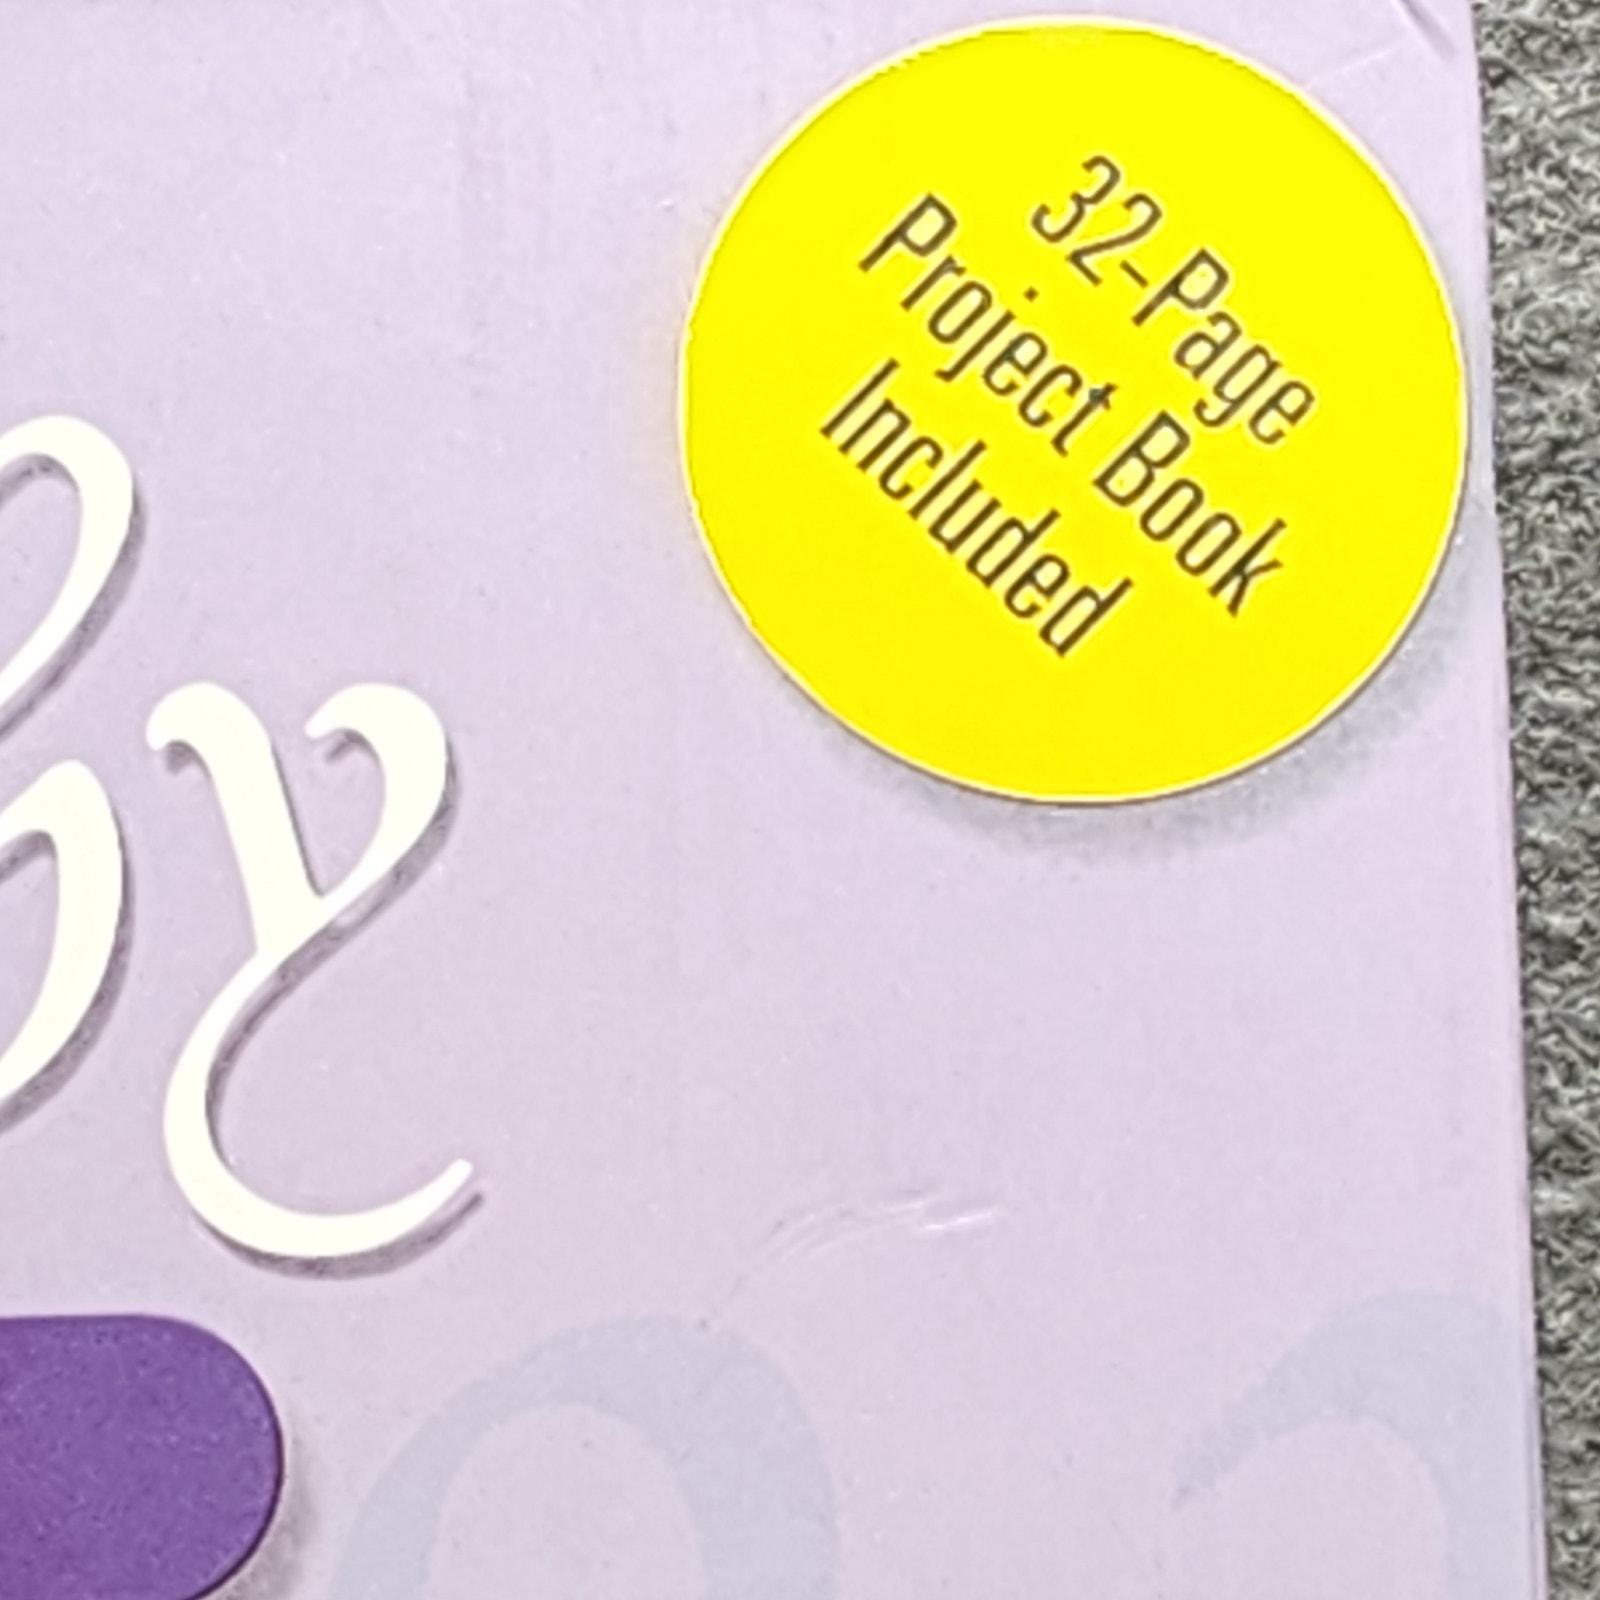 32-Page
Project Book
Included
y